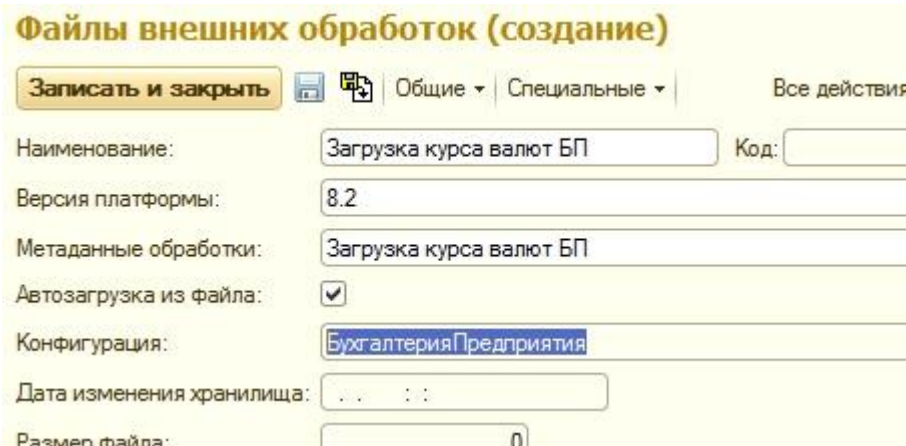 Файлы внешних обработок (создание)
Записать и закрыть Общие Специальные Все действия
Наименование: Загрузка курса валют БП Код:
Версия платформы: 8.2
Метаданные обработки: Загрузка курса валют БП
Автозагрузка из файла:
Конфигурация: БухгалтерияПредприятия
Дата изменения хранилища: . . : :
Размер файла: 0